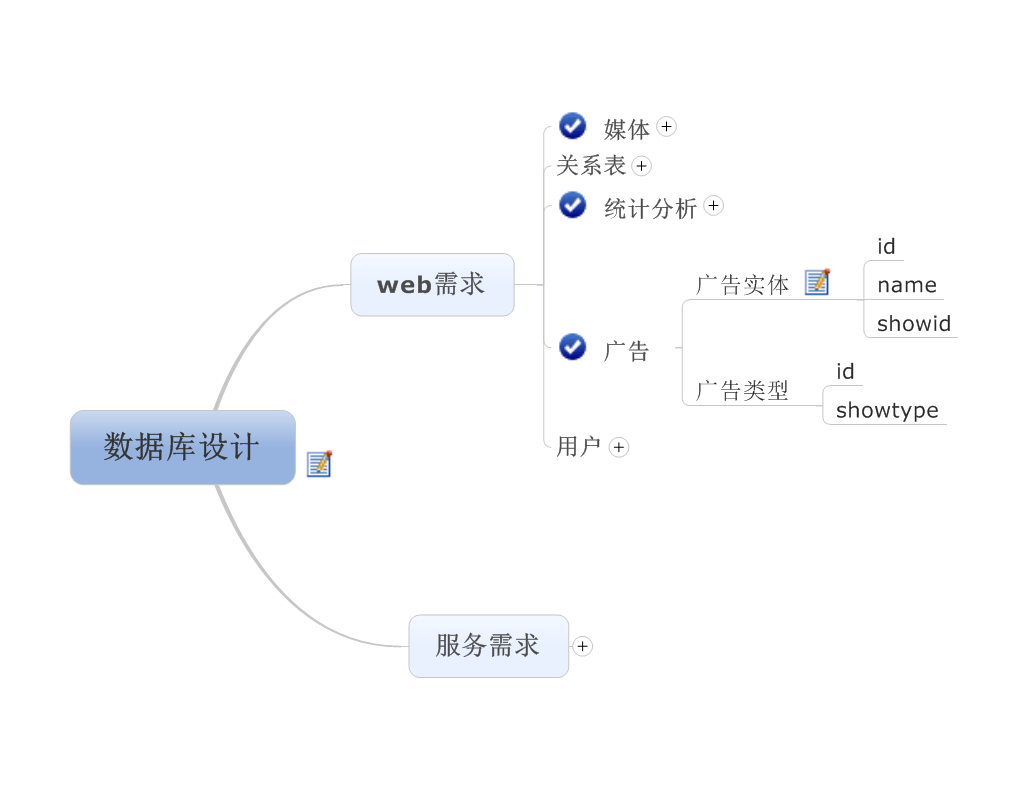 媒体
关系表
统计分析
id
广告实体
name
web需求
showid
广告
id
广告类型
showtype
用户
数据库设计
服务需求